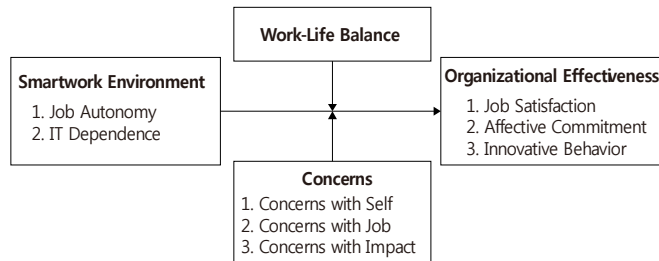 Work-Life Balance
Smartwork Environment
1. Job Autonomy
2. IT Dependence
Organizational Effectiveness
1. Job Satisfaction
2. Affective Commitment
3. Innovative Behavior
Concerns
1. Concerns with Self
2. Concerns with Job
3. Concerns with Impact